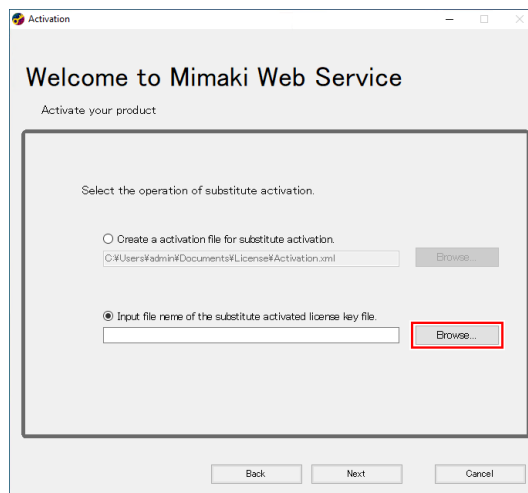 Activation
Welcome to Mimaki Web Service
Activate your product
Select the operation of substitute activation.
Create a activation file for substitute activation.
C:¥Users¥admin¥Documents¥License¥Activation.xml
Browse...
Input file neme of the substitute activated license key file.
Browse...
Back Next Cancel